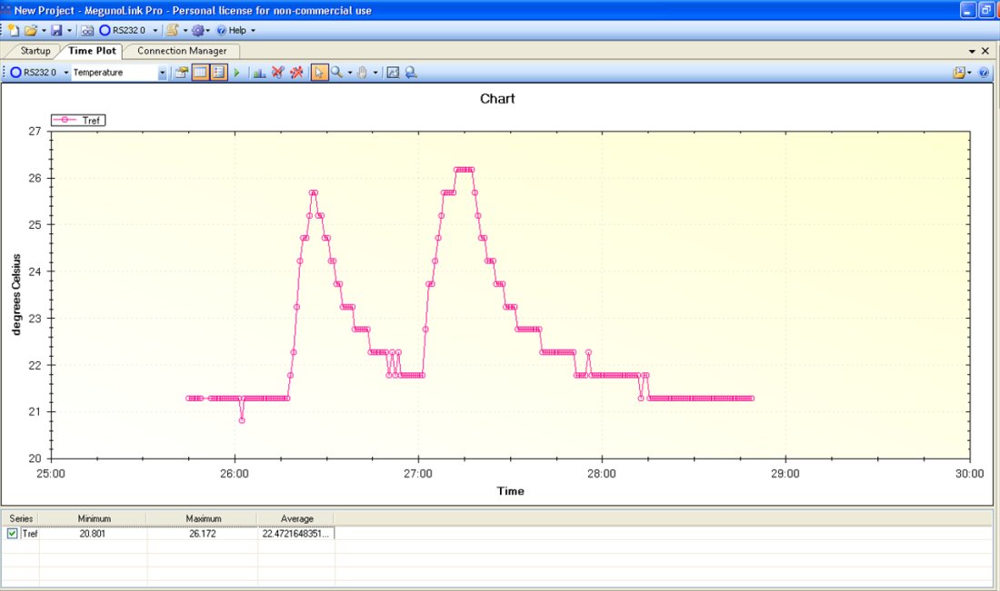 New Project - MegunoLink Pro - Personal license for non-commercial use
RS232 0 Help
Startup Time Plot Connection Manager
RS232 0 Temperature
Chart
Tref
27
26
25
24
23
22
21
20
degrees Celsius
25:00 26:00 27:00 28:00 29:00 30:00
Time
Series Minimum Maximum Average
Tref 20.801 26.172 22.4721648351...